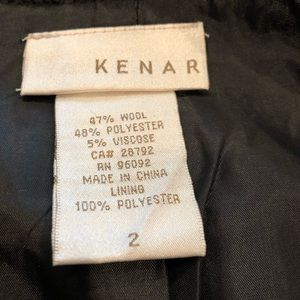 KENAR
47% WOOL
48% POLYESTER
5% VISCOSE
CA# 28792
RN 96092
MADE IN CHINA
LINING
100% POLYESTER
2